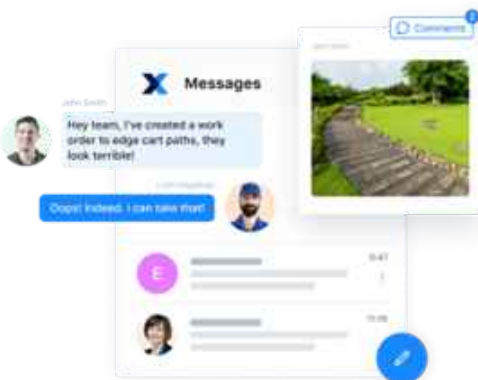 Comments
Messages
John Smith
Hey team, I've created a work
order to edge cart paths, they
look terrible!
Oops! Indeed. I can take that!
E